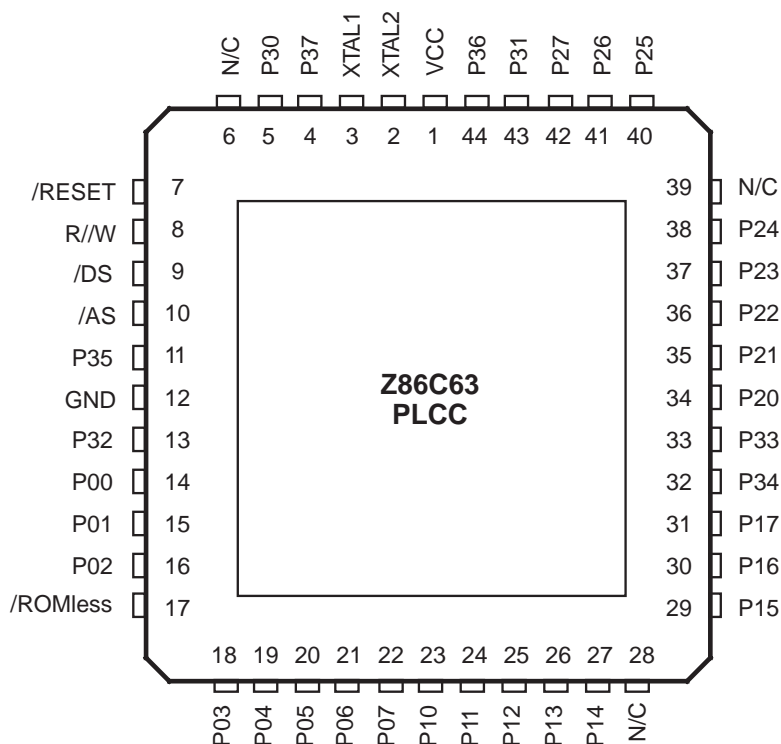 N/C P30 P37 XTAL1 XTAL2 VCC P36 P31 P27 P26 P25
6 5 4 3 2 1 44 43 42 41 40
/RESET 7 39 N/C
R//W 8 38 P24
/DS 9 37 P23
/AS 10 36 P22
P35 11 35 P21
GND 12 34 P20
P32 13 33 P33
P00 14 32 P34
P01 15 31 P17
P02 16 30 P16
/ROMless 17 29 P15
Z86C63
PLCC
18 19 20 21 22 23 24 25 26 27 28
P03 P04 P05 P06 P07 P10 P11 P12 P13 P14 N/C